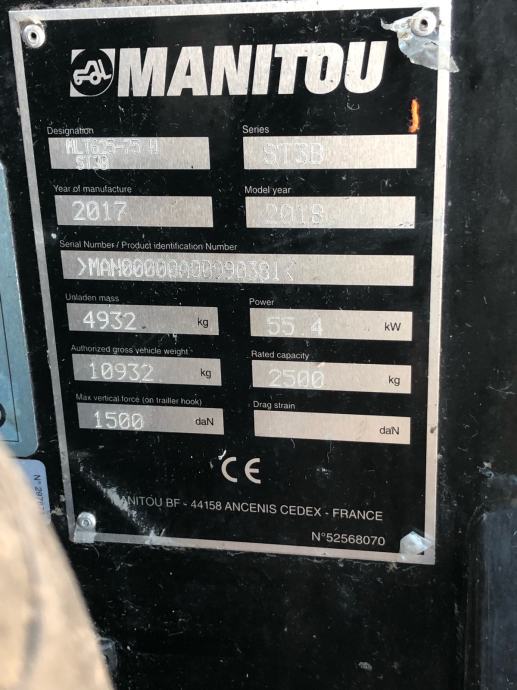 MANITOU
Designation
MLT625-75 H
ST3B
Series
ST3B
Year of manufacture
2017
Model year
2018
Serial Number / Product identification Number
>MAN00000A00090381<
Unladen mass
4932 kg
Power
55.4 kW
Authorized gross vehicle weight
10932 kg
Rated capacity
2500 kg
Max vertical force (on trailler hook)
1500 daN
Drag strain
daN
CE
MANITOU BF - 44158 ANCENIS CEDEX - FRANCE
N°52568070